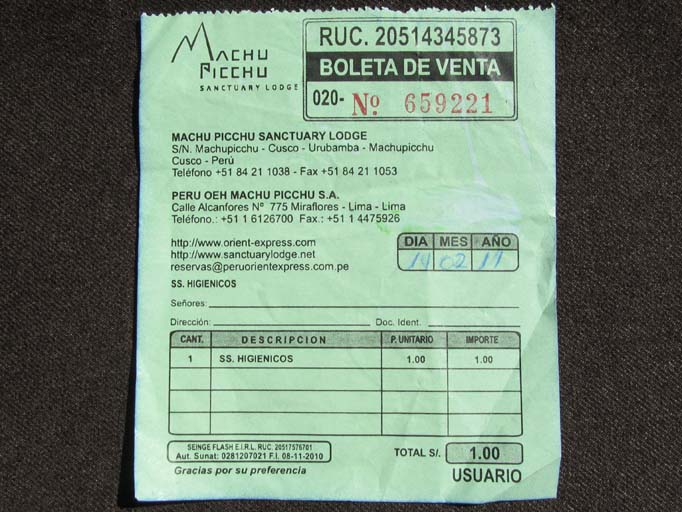 MACHU
PICCHU
SANCTUARY LODGE
RUC. 20514345873
BOLETA DE VENTA
020- Nº 659221
MACHU PICCHU SANCTUARY LODGE
S/N. Machupicchu - Cusco - Urubamba - Machupicchu
Cusco - Perú
Teléfono +51 84 21 1038 - Fax +51 84 21 1053
PERU OEH MACHU PICCHU S.A.
Calle Alcanfores Nº 775 Miraflores - Lima - Lima
Teléfono.: +51 1 6126700 Fax.: +51 1 4475926
http://www.orient-express.com
http://www.sanctuarylodge.net
reservas@peruorientexpress.com.pe
DIA MES AÑO
14 02 11
SS. HIGIENICOS
Señores:
Dirección: Doc. Ident.
CANT. DESCRIPCION P. UNITARIO IMPORTE
1 SS. HIGIENICOS 1.00 1.00
SEINGE FLASH E.I.R.L. RUC. 20517576701
Aut. Sunat: 0281207021 F.I. 08-11-2010
TOTAL S/. 1.00
Gracias por su preferencia
USUARIO